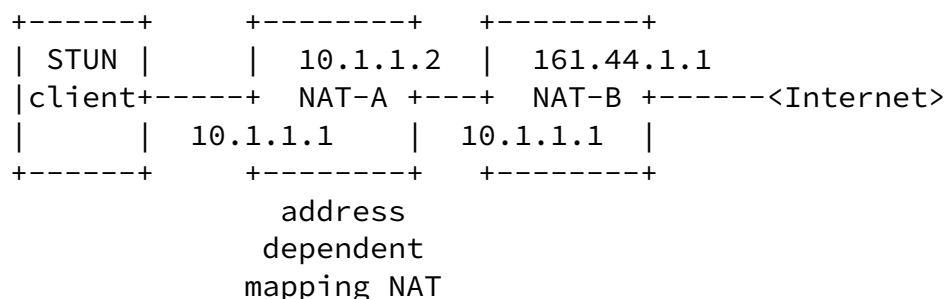 +------+      +--------+   +--------+
| STUN |      |  10.1.1.2  |  161.44.1.1
|client+-----+  NAT-A +---+  NAT-B +------<Internet>
|      |  10.1.1.1    |  10.1.1.1  |
+------+      +--------+   +--------+
address
dependent
mapping NAT